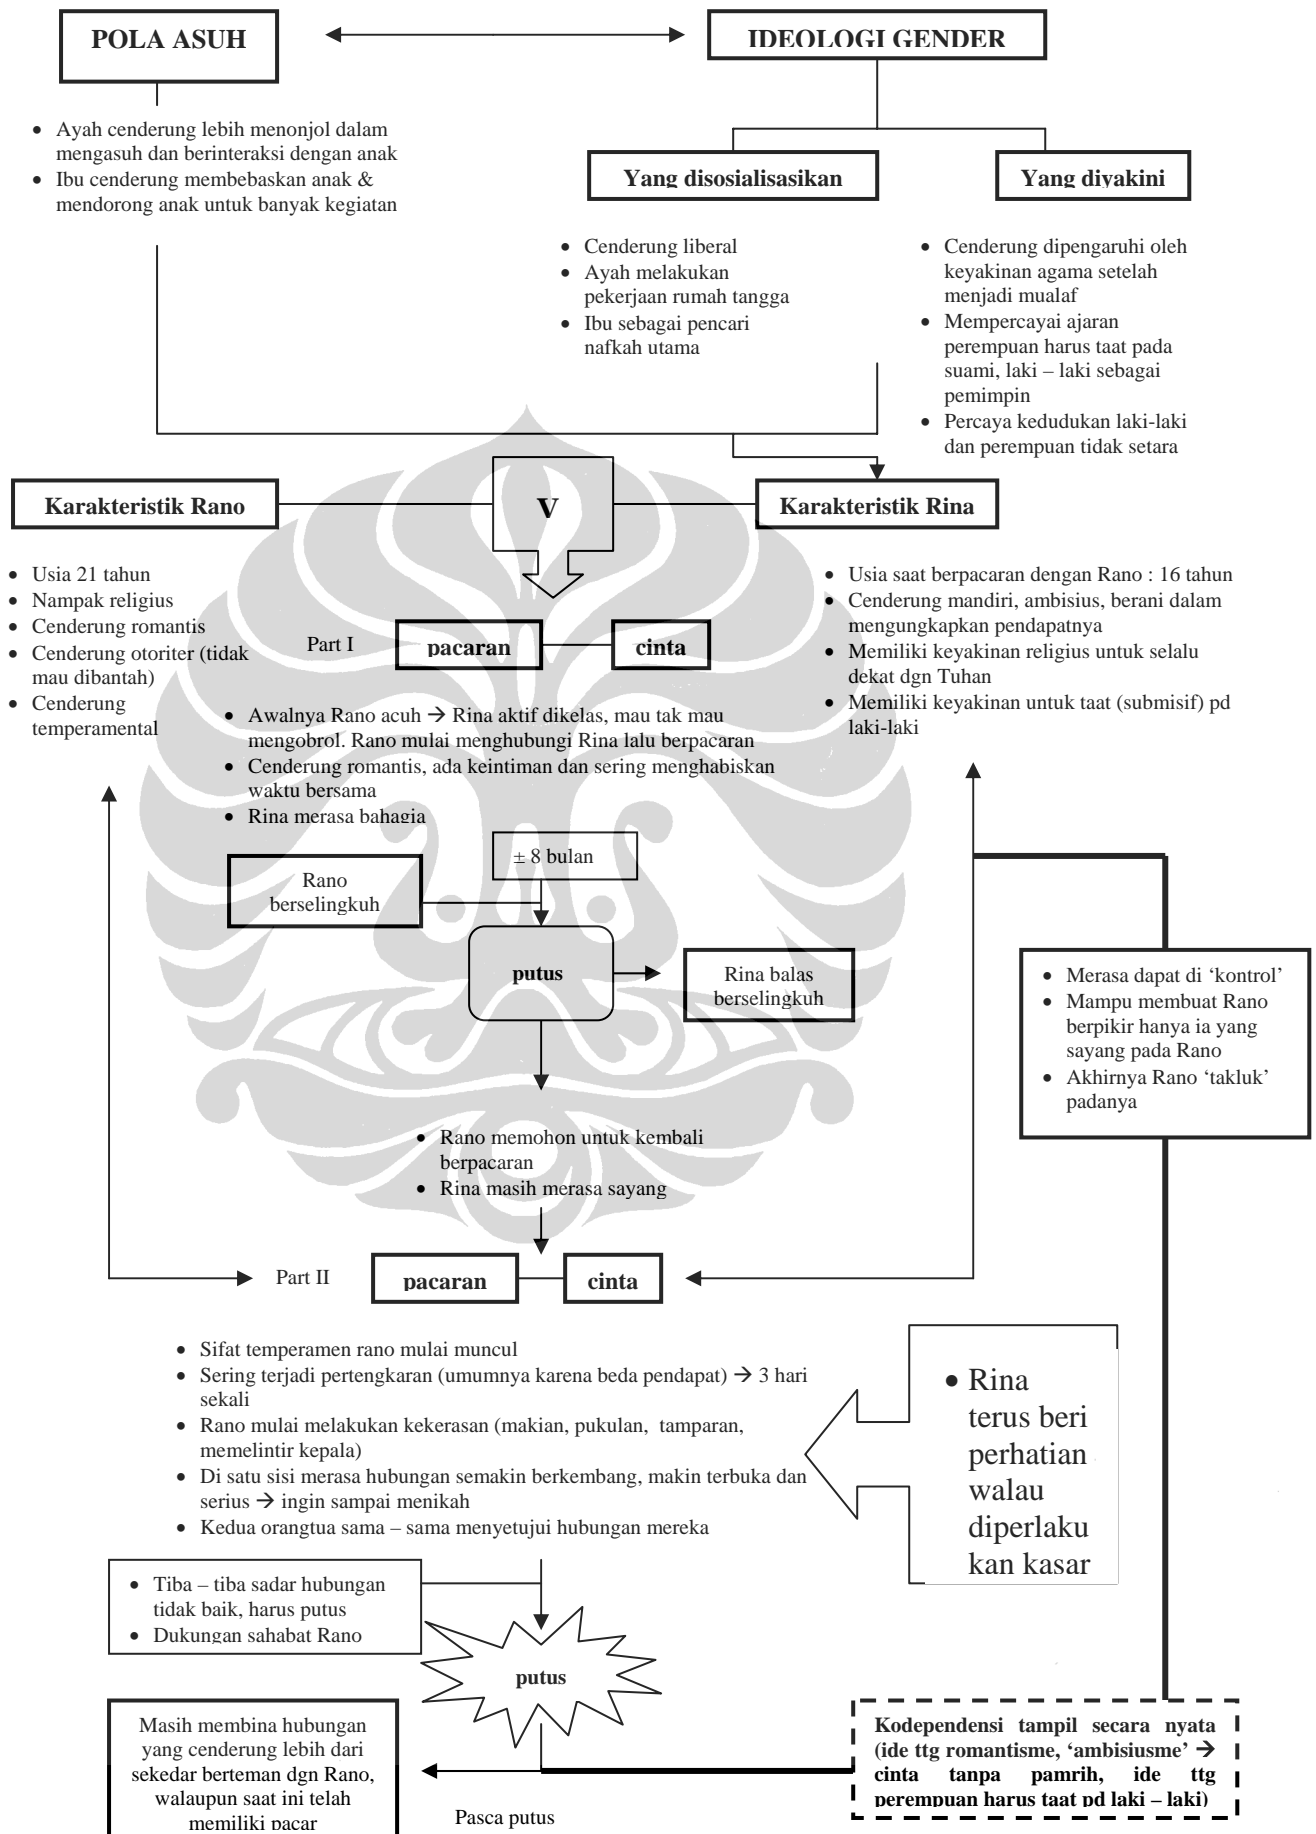 POLA ASUH
IDEOLOGI GENDER
• Ayah cenderung lebih menonjol dalam
mengasuh dan berinteraksi dengan anak
• Ibu cenderung membebaskan anak &
mendorong anak untuk banyak kegiatan
Yang disosialisasikan
Yang diyakini
• Cenderung liberal
• Ayah melakukan
pekerjaan rumah tangga
• Ibu sebagai pencari
nafkah utama
• Cenderung dipengaruhi oleh
keyakinan agama setelah
menjadi mualaf
• Mempercayai ajaran
perempuan harus taat pada
suami, laki – laki sebagai
pemimpin
• Percaya kedudukan laki-laki
dan perempuan tidak setara
Karakteristik Rano
V
Karakteristik Rina
• Usia 21 tahun
• Nampak religius
• Cenderung romantis
• Cenderung otoriter (tidak
mau dibantah)
• Cenderung
temperamental
• Usia saat berpacaran dengan Rano : 16 tahun
• Cenderung mandiri, ambisius, berani dalam
mengungkapkan pendapatnya
• Memiliki keyakinan religius untuk selalu
dekat dgn Tuhan
• Memiliki keyakinan untuk taat (submisif) pd
laki-laki
Part I
pacaran
cinta
• Awalnya Rano acuh → Rina aktif dikelas, mau tak mau
mengobrol. Rano mulai menghubungi Rina lalu berpacaran
• Cenderung romantis, ada keintiman dan sering menghabiskan
waktu bersama
• Rina merasa bahagia
± 8 bulan
Rano
berselingkuh
putus
Rina balas
berselingkuh
• Merasa dapat di ‘kontrol’
• Mampu membuat Rano
berpikir hanya ia yang
sayang pada Rano
• Akhirnya Rano ‘takluk’
padanya
• Rano memohon untuk kembali
berpacaran
• Rina masih merasa sayang
Part II
pacaran
cinta
• Sifat temperamen rano mulai muncul
• Sering terjadi pertengkaran (umumnya karena beda pendapat) → 3 hari
sekali
• Rano mulai melakukan kekerasan (makian, pukulan, tamparan,
memelintir kepala)
• Di satu sisi merasa hubungan semakin berkembang, makin terbuka dan
serius → ingin sampai menikah
• Kedua orangtua sama – sama menyetujui hubungan mereka
• Rina
terus beri
perhatian
walau
diperlaku
kan kasar
• Tiba – tiba sadar hubungan
tidak baik, harus putus
• Dukungan sahabat Rano
putus
Masih membina hubungan
yang cenderung lebih dari
sekedar berteman dgn Rano,
walaupun saat ini telah
memiliki pacar
Pasca putus
Kodependensi tampil secara nyata
(ide ttg romantisme, ‘ambisiusme’ →
cinta tanpa pamrih, ide ttg
perempuan harus taat pd laki – laki)